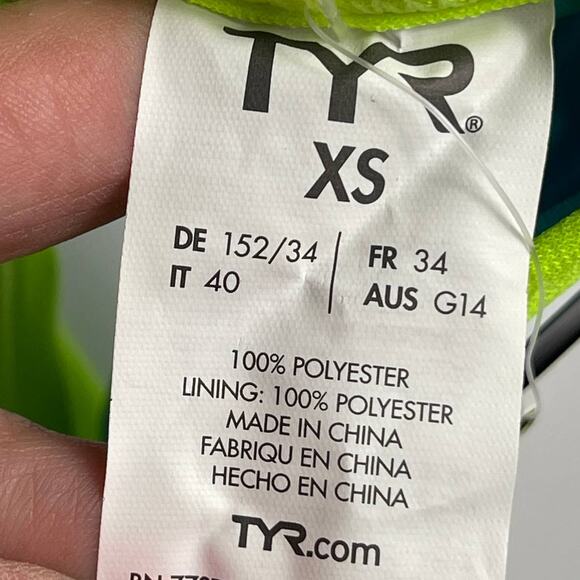 TYR®
XS
DE 152/34 | FR 34
IT 40 | AUS G14
100% POLYESTER
LINING: 100% POLYESTER
MADE IN CHINA
FABRIQU EN CHINA
HECHO EN CHINA
TYR.com